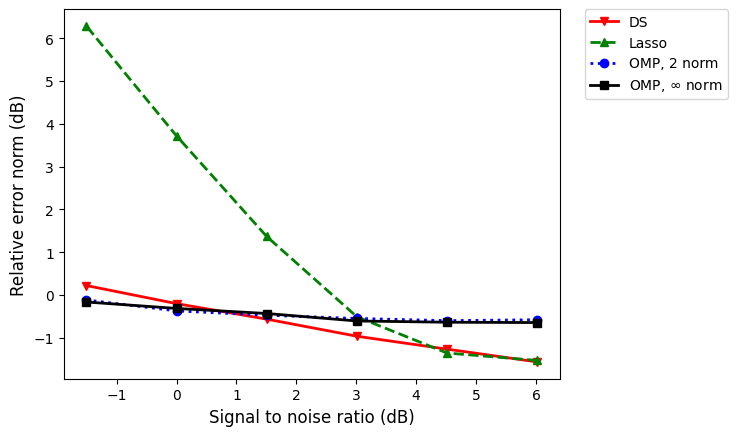 DS
Lasso
OMP, 2 norm
OMP, ∞ norm
Relative error norm (dB)
6
5
4
3
2
1
0
−1
−1
0
1
2
3
4
5
6
Signal to noise ratio (dB)